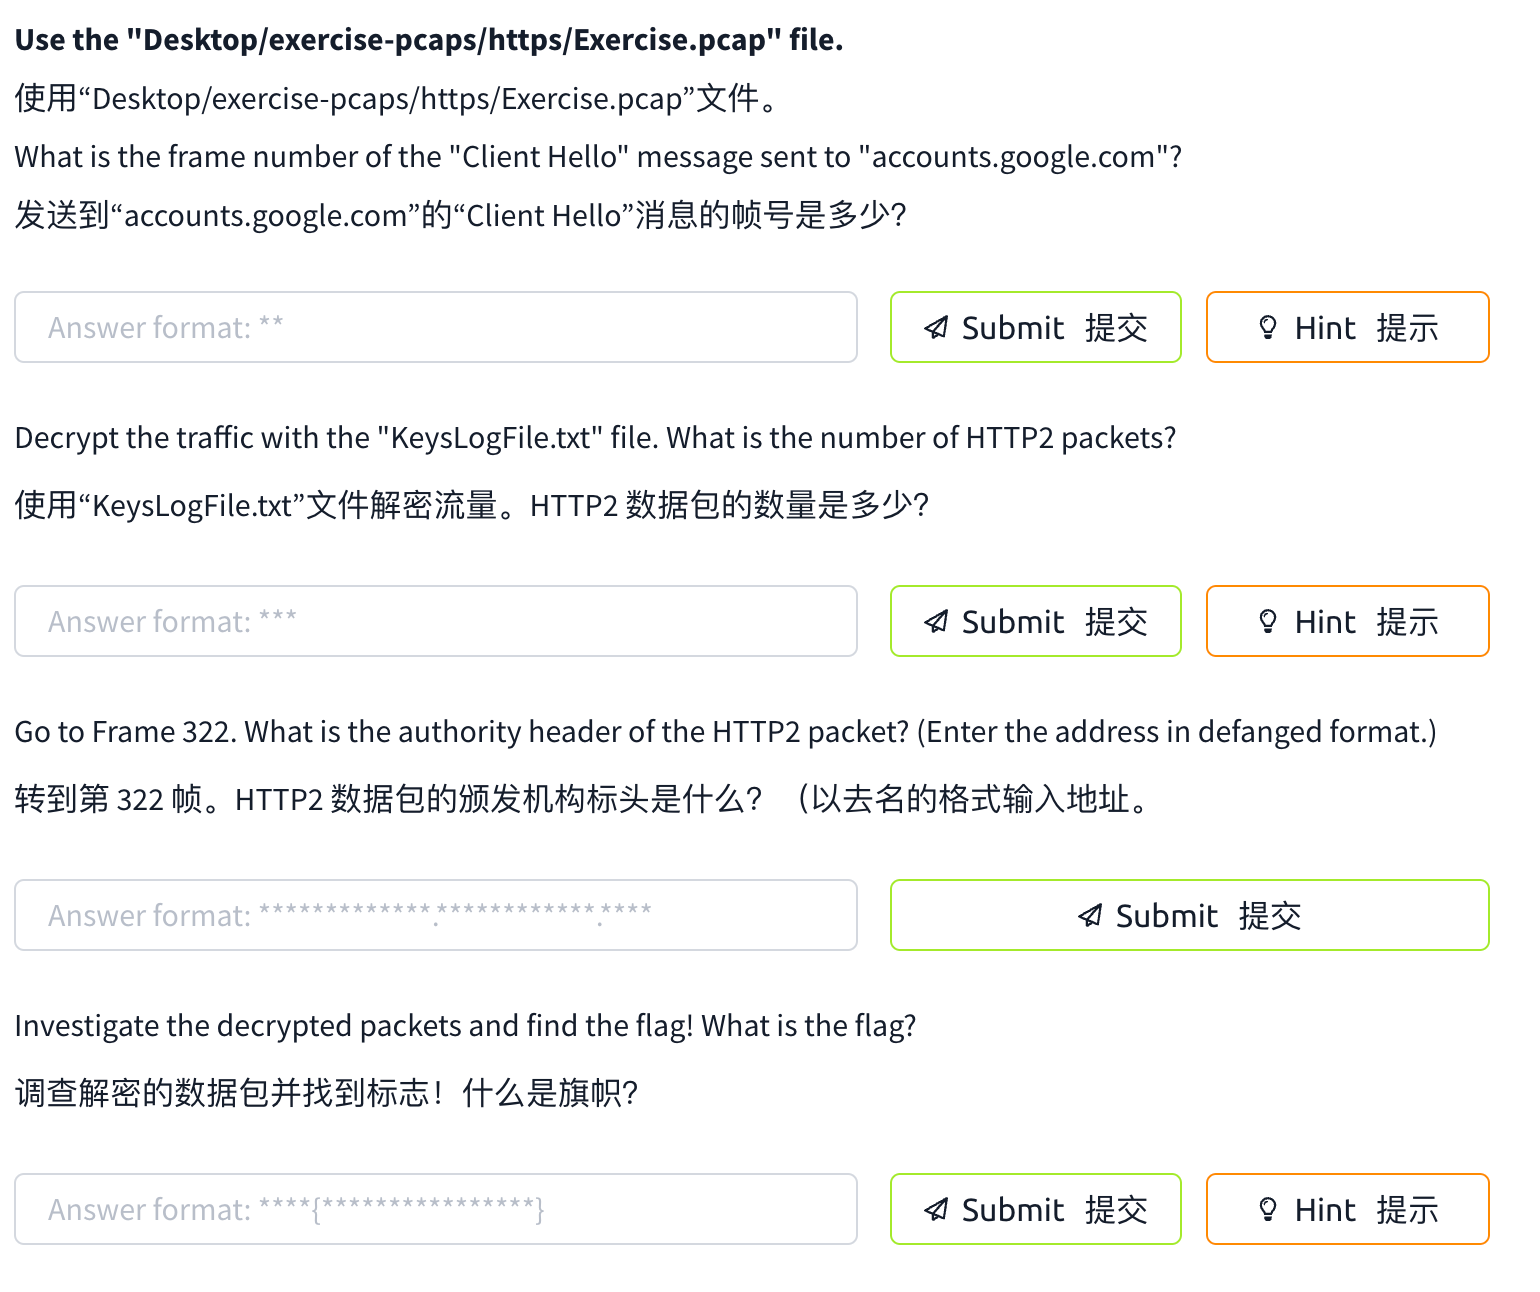 Use the "Desktop/exercise-pcaps/https/Exercise.pcap" file.
使用“Desktop/exercise-pcaps/https/Exercise.pcap”文件。
What is the frame number of the "Client Hello" message sent to "accounts.google.com"?
发送到“accounts.google.com”的“Client Hello”消息的帧号是多少？
Answer format: **
Submit 提交
Hint 提示
Decrypt the traffic with the "KeysLogFile.txt" file. What is the number of HTTP2 packets?
使用“KeysLogFile.txt”文件解密流量。HTTP2 数据包的数量是多少？
Answer format: ***
Submit 提交
Hint 提示
Go to Frame 322. What is the authority header of the HTTP2 packet? (Enter the address in defanged format.)
转到第 322 帧。HTTP2 数据包的颁发机构标头是什么？（以去名的格式输入地址。
Answer format: *************.************.****
Submit 提交
Investigate the decrypted packets and find the flag! What is the flag?
调查解密的数据包并找到标志！什么是旗帜？
Answer format: ****{****************}
Submit 提交
Hint 提示